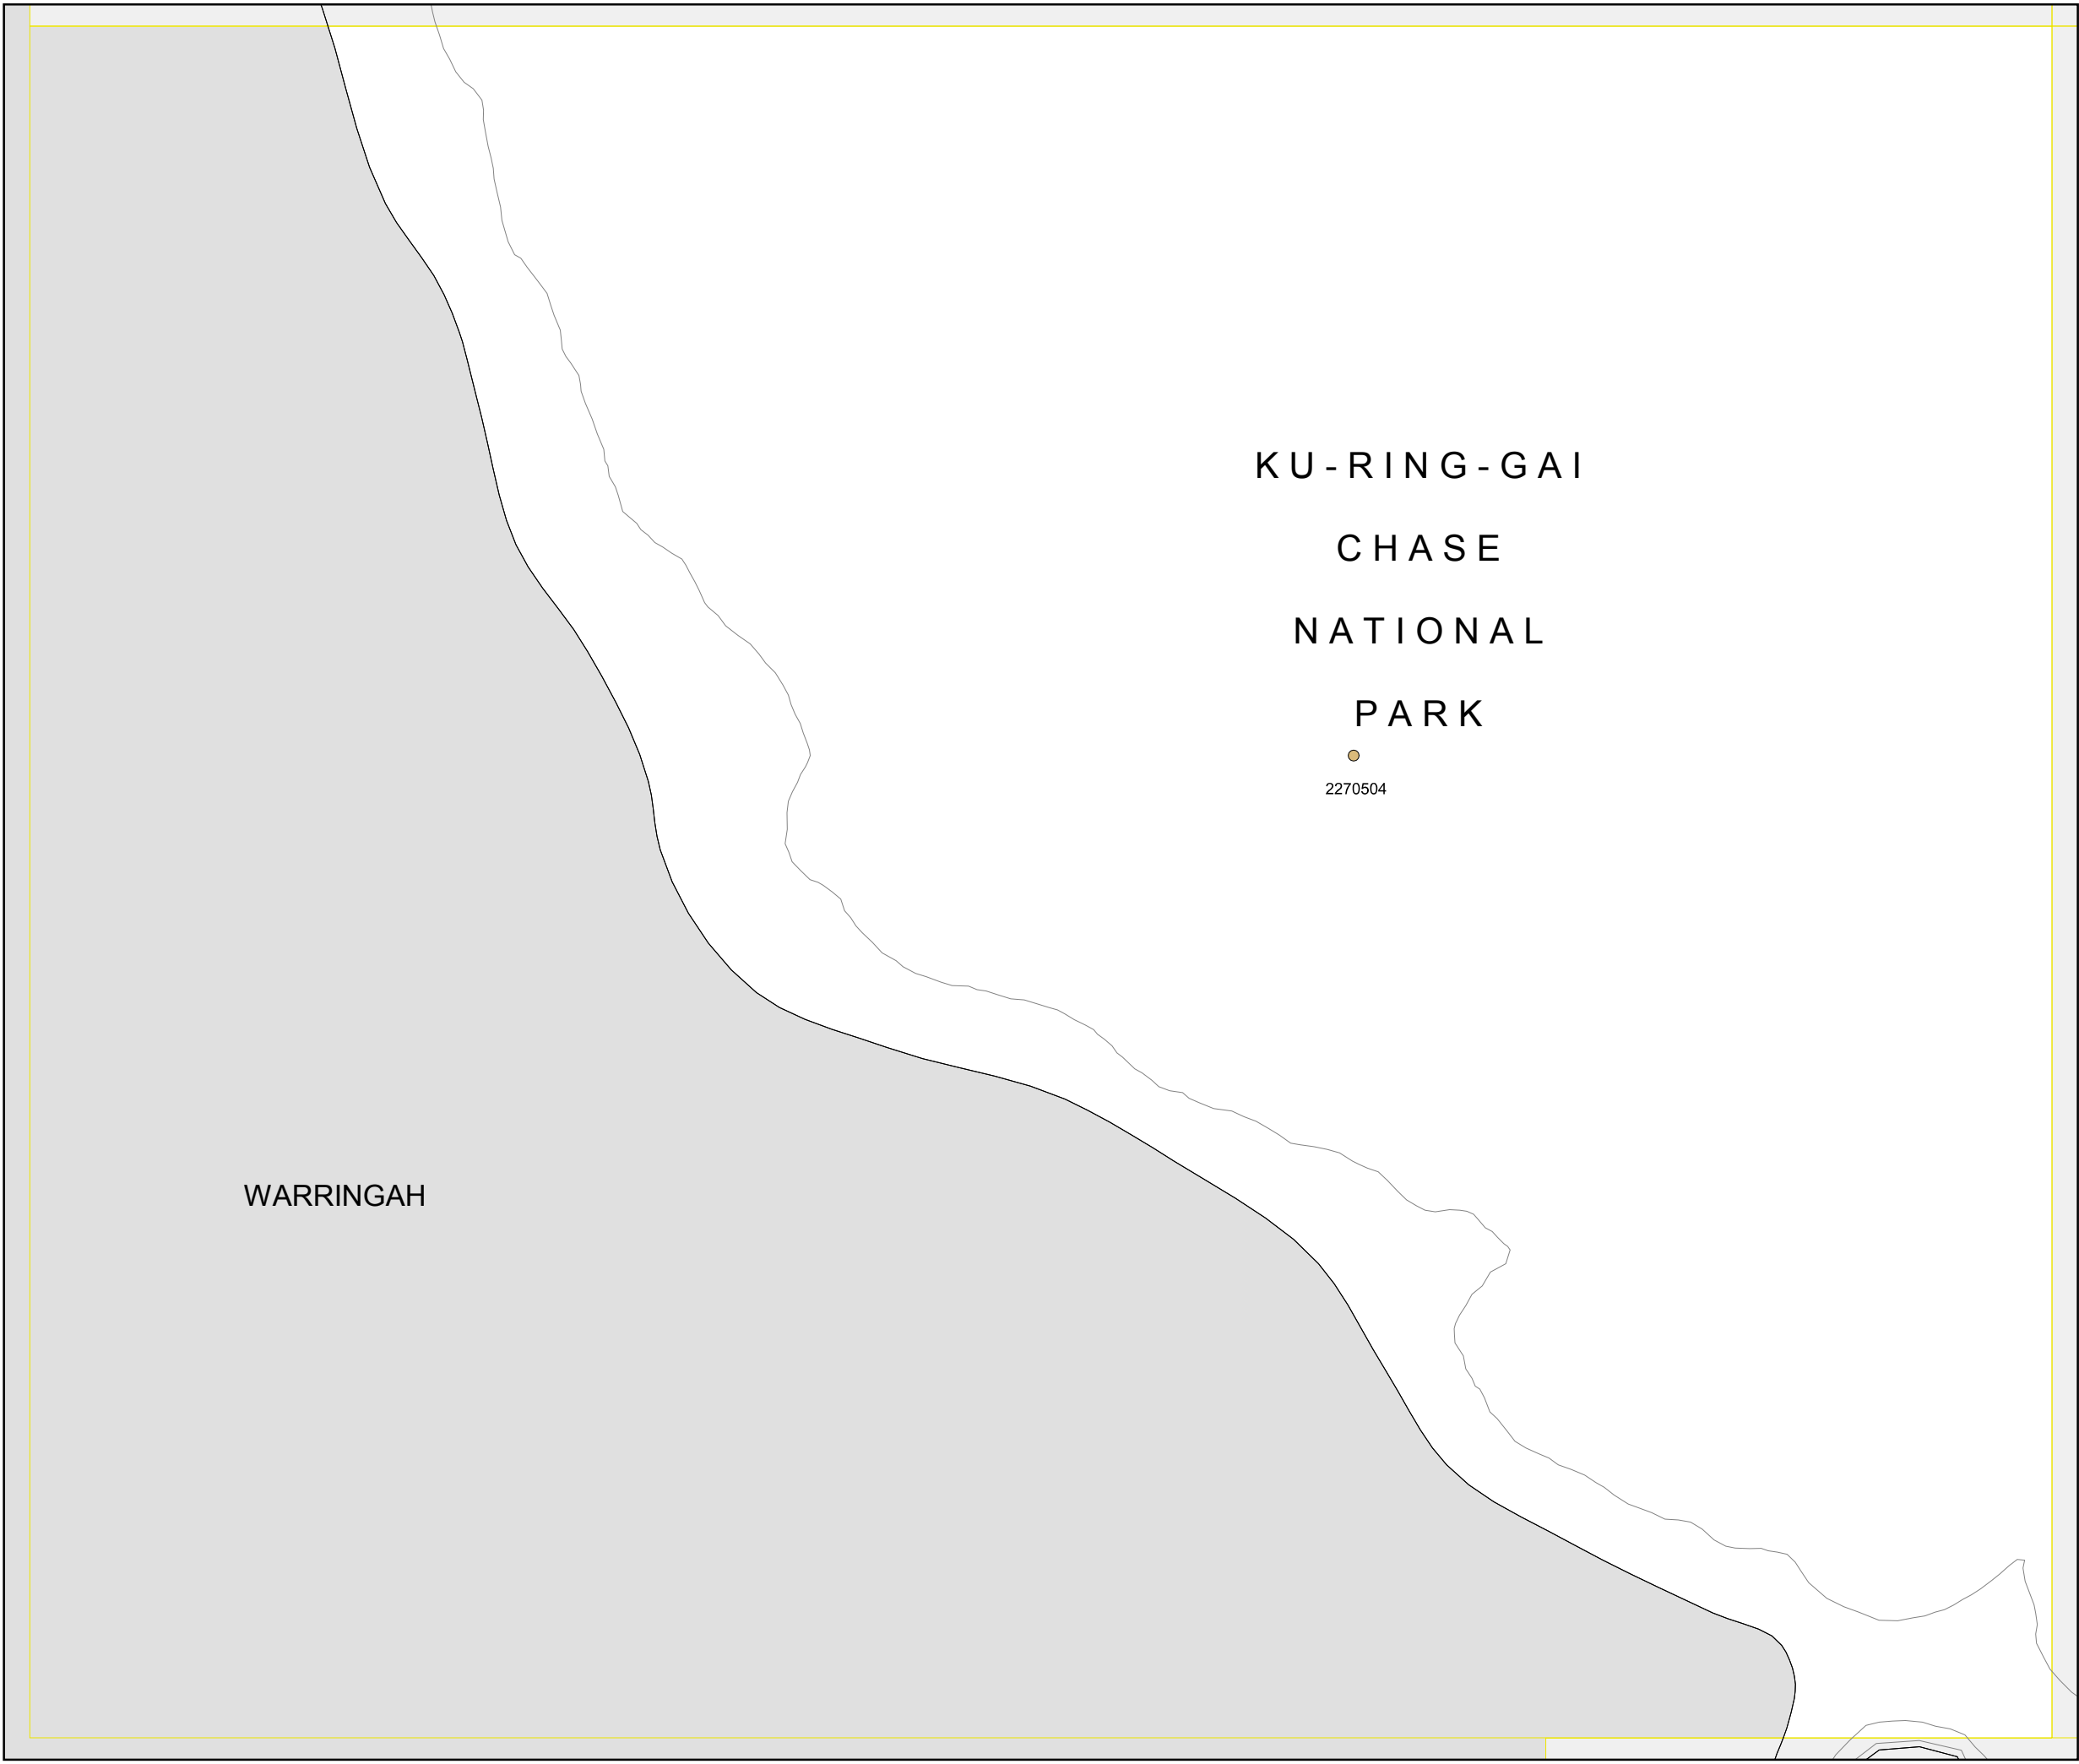 KU-RING-GAI
CHASE
NATIONAL
PARK
2270504
WARRINGAH